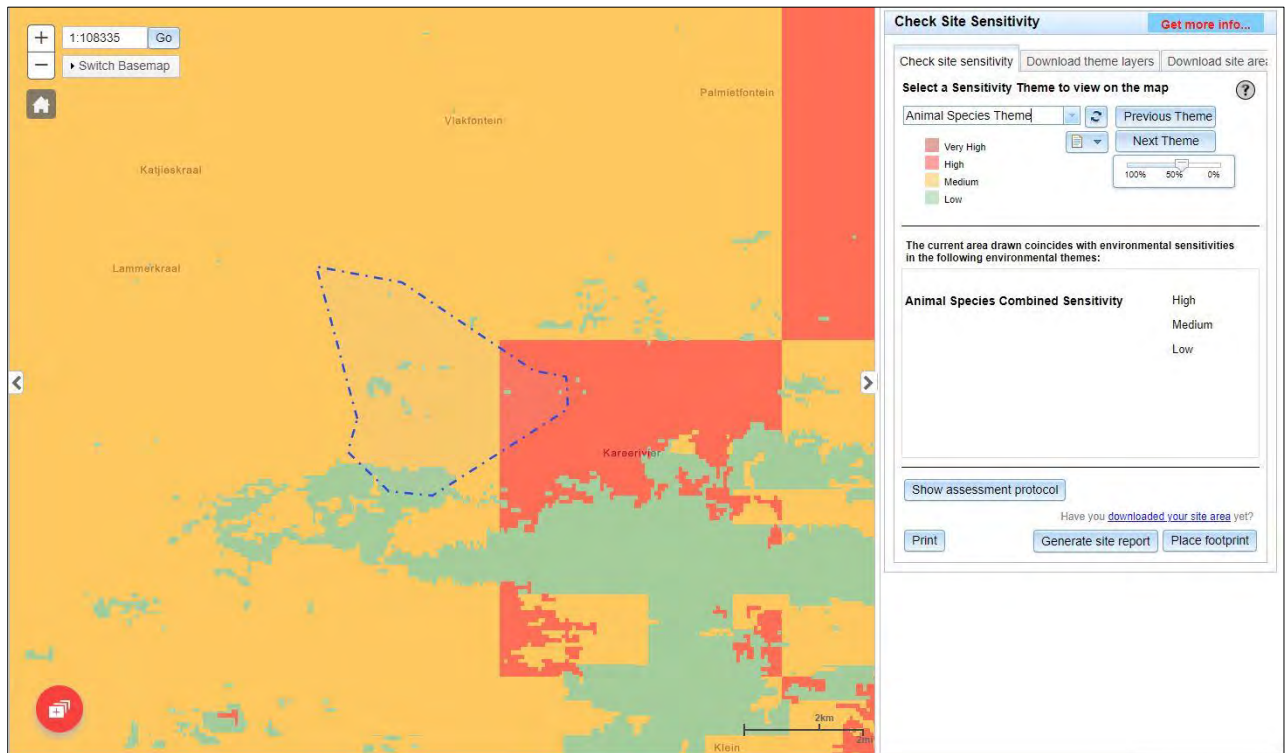 +
1:108335 Go
−
Switch Basemap
Palmietfontein
Vlakfontein
Katjieskraal
Lammerkraal
Kareerivier
Klein
2km
2mi
Check Site Sensitivity
Get more info...
Check site sensitivity Download theme layers Download site area
Select a Sensitivity Theme to view on the map
?
Animal Species Theme Previous Theme
Next Theme
Very High
High
Medium
Low
100% 50% 0%
The current area drawn coincides with environmental sensitivities
in the following environmental themes:
Animal Species Combined Sensitivity High
Medium
Low
Show assessment protocol
Have you downloaded your site area yet?
Print Generate site report Place footprint